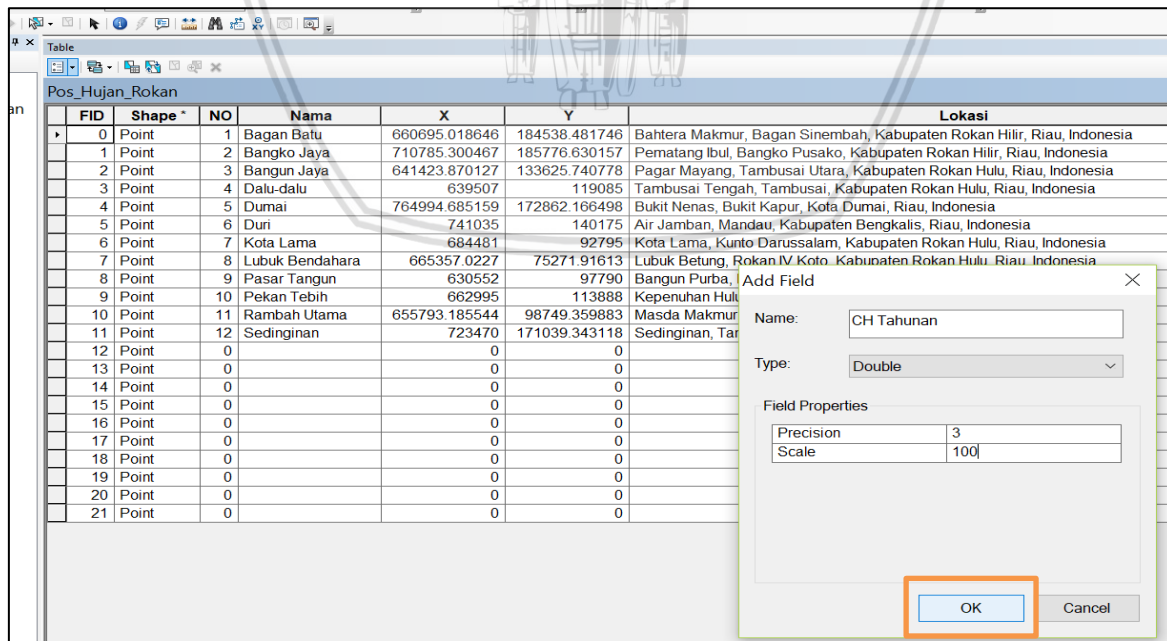 Table
Pos_Hujan_Rokan
an
FID Shape * NO Nama X Y Lokasi
0 Point 1 Bagan Batu 660695.018646 184538.481746 Bahtera Makmur, Bagan Sinembah, Kabupaten Rokan Hilir, Riau, Indonesia
1 Point 2 Bangko Jaya 710785.300467 185776.630157 Pematang Ibul, Bangko Pusako, Kabupaten Rokan Hilir, Riau, Indonesia
2 Point 3 Bangun Jaya 641423.870127 133625.740778 Pagar Mayang, Tambusai Utara, Kabupaten Rokan Hulu, Riau, Indonesia
3 Point 4 Dalu-dalu 639507 119085 Tambusai Tengah, Tambusai, Kabupaten Rokan Hulu, Riau, Indonesia
4 Point 5 Dumai 764994.685159 172862.166498 Bukit Nenas, Bukit Kapur, Kota Dumai, Riau, Indonesia
5 Point 6 Duri 741035 140175 Air Jamban, Mandau, Kabupaten Bengkalis, Riau, Indonesia
6 Point 7 Kota Lama 684481 92795 Kota Lama, Kunto Darussalam, Kabupaten Rokan Hulu, Riau, Indonesia
7 Point 8 Lubuk Bendahara 665357.0227 75271.91613 Lubuk Betung, Rokan IV Koto, Kabupaten Rokan Hulu, Riau, Indonesia
8 Point 9 Pasar Tangun 630552 97790 Bangun Purba,
9 Point 10 Pekan Tebih 662995 113888 Kepenuhan Hulu
10 Point 11 Rambah Utama 655793.185544 98749.359883 Masda Makmur
11 Point 12 Sedinginan 723470 171039.343118 Sedinginan, Tan
12 Point 0 0 0
13 Point 0 0 0
14 Point 0 0 0
15 Point 0 0 0
16 Point 0 0 0
17 Point 0 0 0
18 Point 0 0 0
19 Point 0 0 0
20 Point 0 0 0
21 Point 0 0 0
Add Field
Name: CH Tahunan
Type: Double
Field Properties
Precision 3
Scale 100
OK Cancel